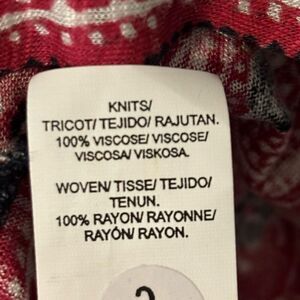 KNITS/
TRICOT/ TEJIDO/ RAJUTAN.
100% VISCOSE/ VISCOSE/
VISCOSA/ VISKOSA.
WOVEN/ TISSE/ TEJIDO/
TENUN.
100% RAYON/ RAYONNE/
RAYÓN/ RAYON.